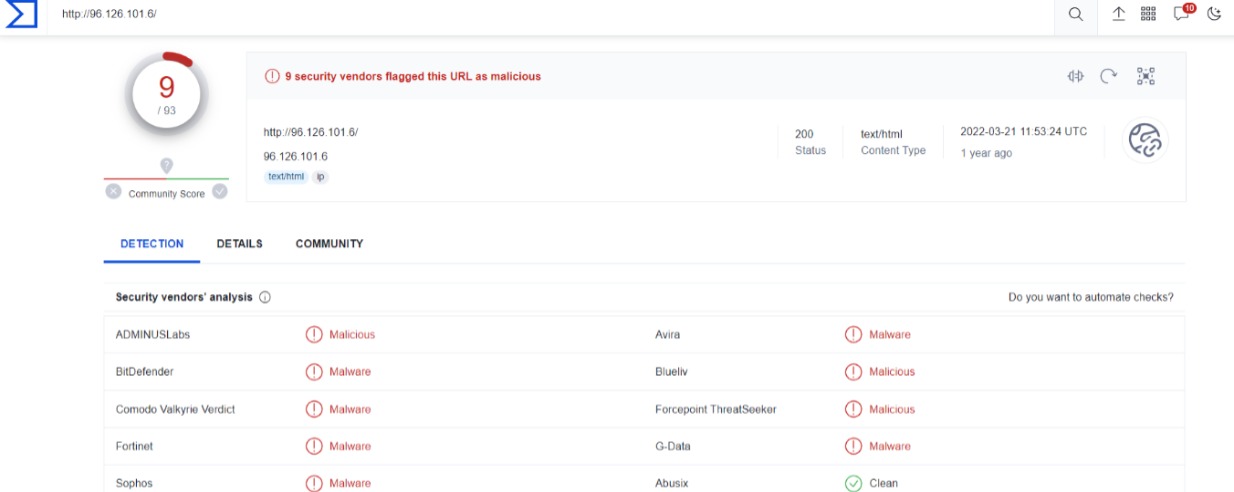 http://96.126.101.6/
10
9
/ 93
9 security vendors flagged this URL as malicious
http://96.126.101.6/
96.126.101.6
text/html ip
200
Status
text/html
Content Type
2022-03-21 11:53:24 UTC
1 year ago
?
Community Score
DETECTION DETAILS COMMUNITY
Security vendors' analysis Do you want to automate checks?
ADMINUSLabs Malicious Avira Malware
BitDefender Malware Blueliv Malicious
Comodo Valkyrie Verdict Malware Forcepoint ThreatSeeker Malicious
Fortinet Malware G-Data Malware
Sophos Malware Abusix Clean